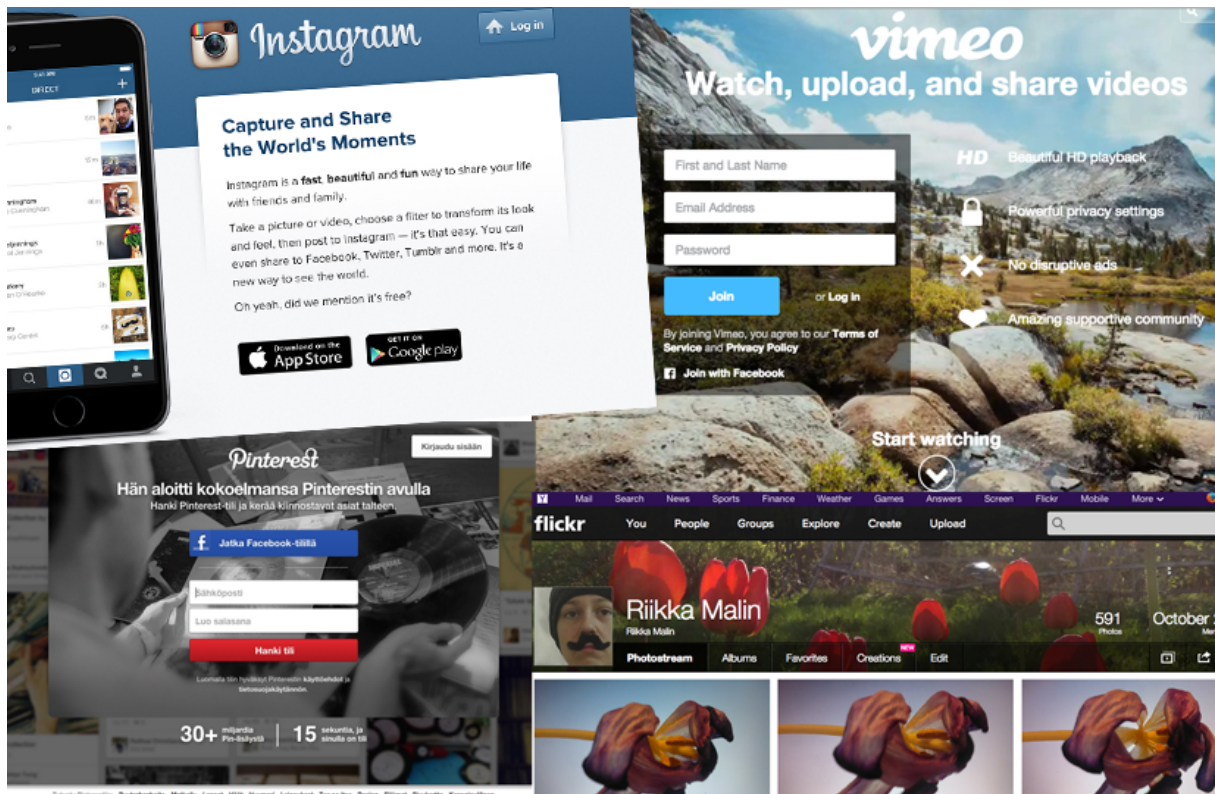 9:41 AM
DIRECT
Instagram
Log in
Capture and Share
the World's Moments
Instagram is a fast, beautiful and fun way to share your life
with friends and family.
Take a picture or video, choose a filter to transform its look
and feel, then post to Instagram — it's that easy. You can
even share to Facebook, Twitter, Tumblr and more. It's a
new way to see the world.
Oh yeah, did we mention it's free?
Download on the
App Store
GET IT ON
Google play
vimeo
Watch, upload, and share videos
First and Last Name
Email Address
Password
Join
or Log in
By joining Vimeo, you agree to our Terms of
Service and Privacy Policy
Join with Facebook
HD Beautiful HD playback
Powerful privacy settings
No disruptive ads
Amazing supportive community
Start watching
Pinterest
Kirjaudu sisään
Hän aloitti kokoelmansa Pinterestin avulla
Hanki Pinterest-tili ja kerää kiinnostavat asiat talteen.
Jatka Facebook-tilillä
Sähköposti
Luo salasana
Hanki tili
Luomalla tilin hyväksyt Pinterestin käyttöehdot ja
tietosuojakäytännön.
30+ miljardia
Pin-lisäystä
15 sekuntia, ja
sinulla on tili
Y! Mail Search News Sports Finance Weather Games Answers Screen Flickr Mobile More
flickr You People Groups Explore Create Upload
Riikka Malin
Riikka Malin
591
Photos
October
Photostream Albums Favorites Creations NEW Edit